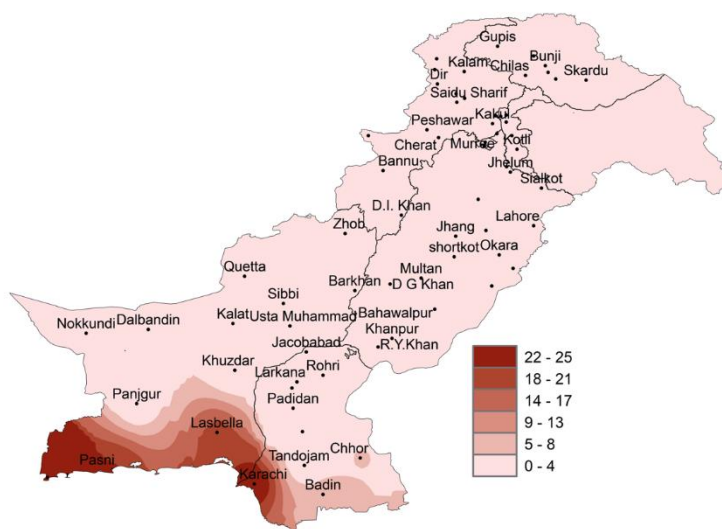 Gupis
Bunji
Kalam
Chilas
Skardu
Dir
Saidu Sharif
Kakul
Peshawar
Cherat
Murree
Kotli
Bannu
Jhelum
Sialkot
D.I. Khan
Lahore
Zhob
Jhang
shortkot
Okara
Quetta
Multan
Barkhan
D G Khan
Sibbi
Bahawalpur
Nokkundi
Dalbandin
Kalat
Usta Muhammad
Khanpur
R.Y.Khan
Jacobabad
Khuzdar
Rohri
Larkana
Panjgur
Padidan
Lasbella
Chhor
Pasni
Tandojam
Karachi
Badin
22 - 25
18 - 21
14 - 17
9 - 13
5 - 8
0 - 4